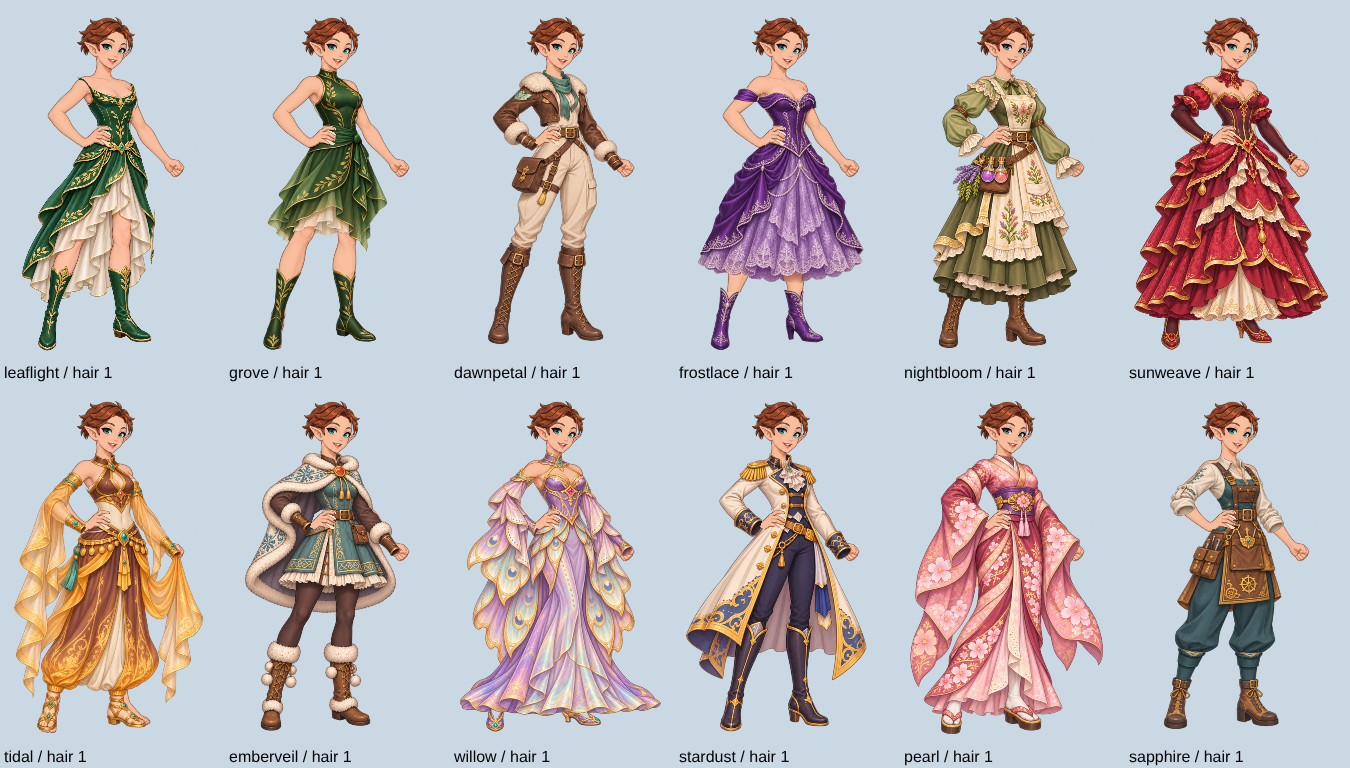 leaflight / hair 1
grove / hair 1
dawnpetal / hair 1
frostlace / hair 1
nightbloom / hair 1
sunweave / hair 1
tidal / hair 1
emberveil / hair 1
willow / hair 1
stardust / hair 1
pearl / hair 1
sapphire / hair 1